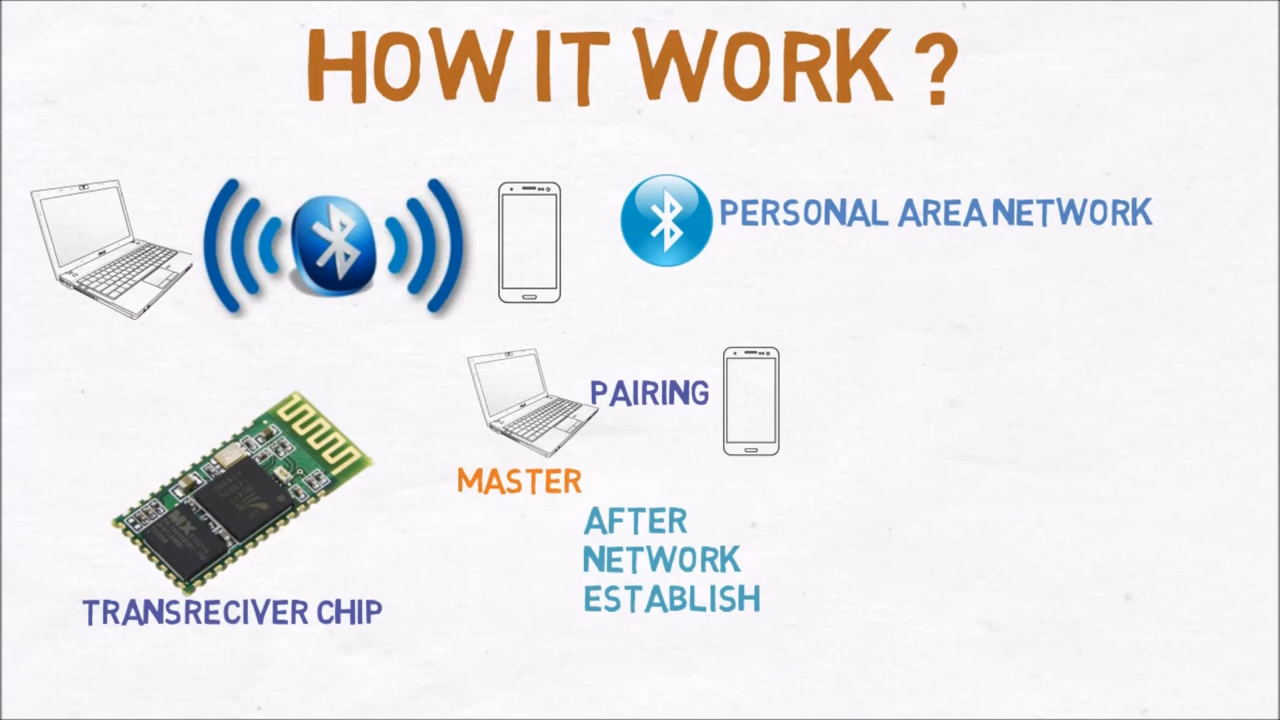 HOW IT WORK ?
PERSONAL AREA NETWORK
PAIRING
MASTER
AFTER
NETWORK
ESTABLISH
TRANSRECIVER CHIP